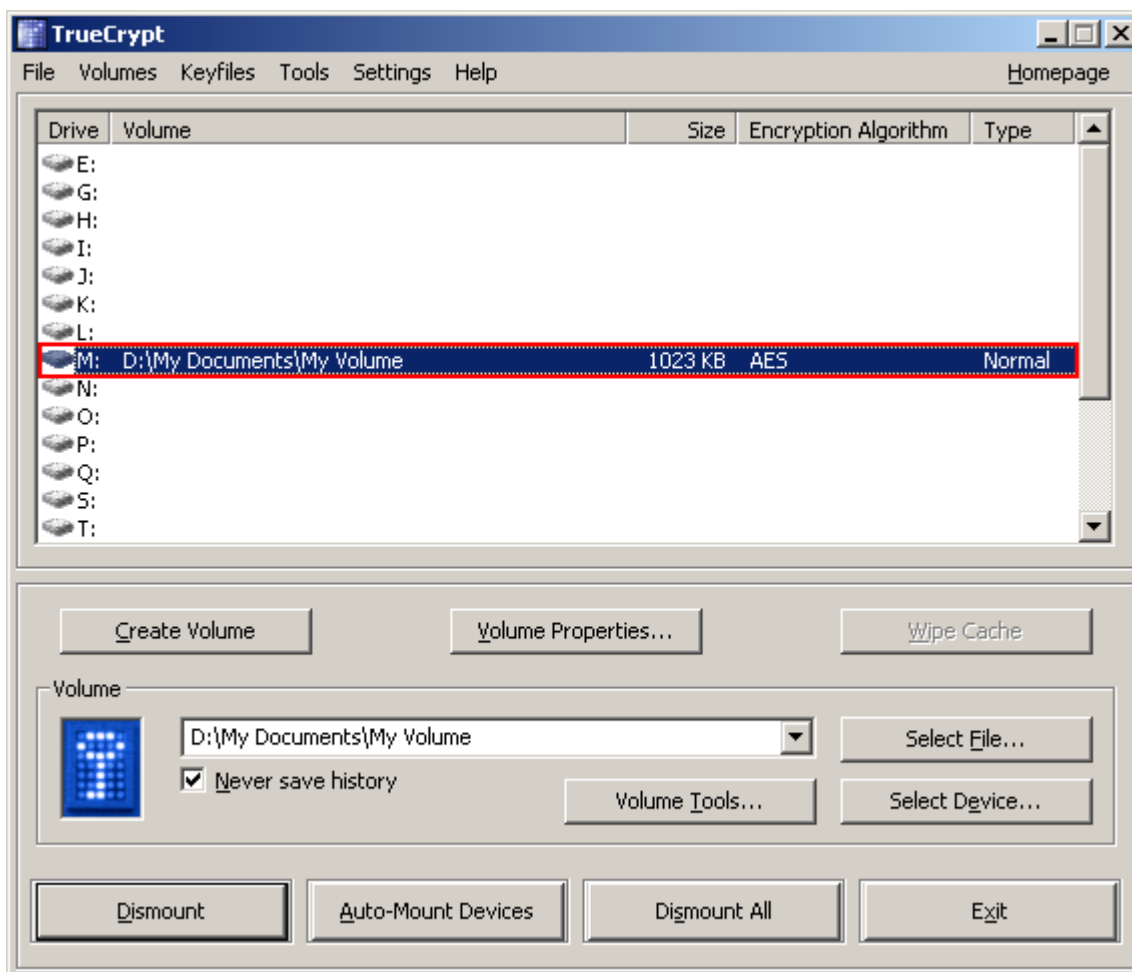 TrueCrypt
File Volumes Keyfiles Tools Settings Help Homepage
Drive Volume Size Encryption Algorithm Type
E:
G:
H:
I:
J:
K:
L:
M: D:\My Documents\My Volume 1023 KB AES Normal
N:
O:
P:
Q:
S:
T:
Create Volume Volume Properties... Wipe Cache
Volume
D:\My Documents\My Volume Select File...
Never save history
Volume Tools... Select Device...
Dismount Auto-Mount Devices Dismount All Exit